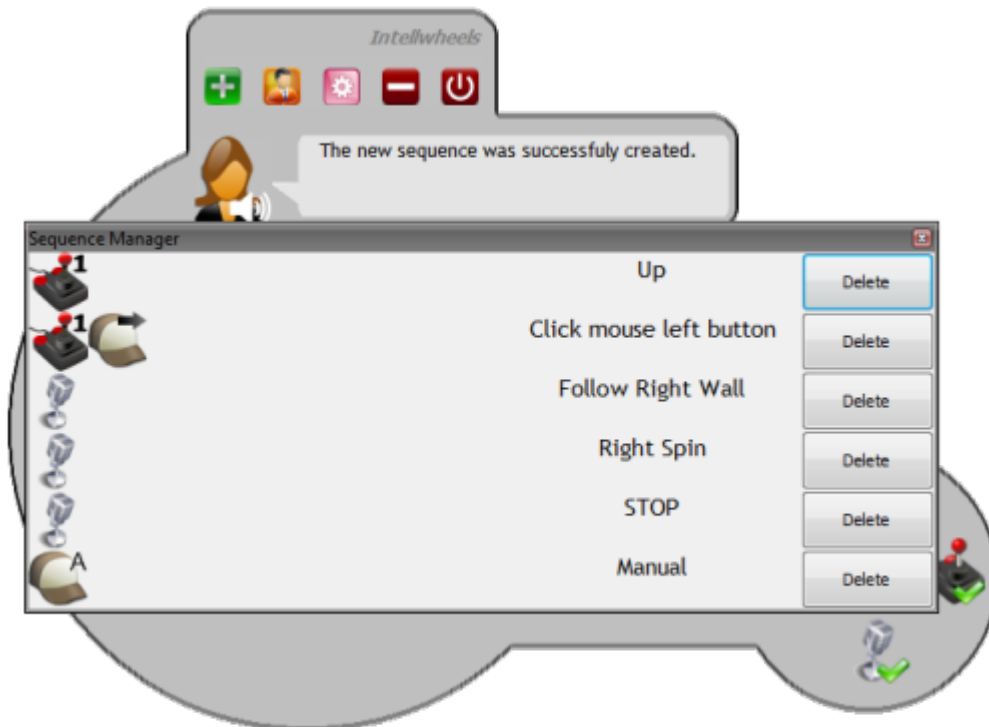 Intellwheels
The new sequence was successfuly created.
Sequence Manager
1 Up Delete
1 Click mouse left button Delete
Follow Right Wall Delete
Right Spin Delete
STOP Delete
A Manual Delete